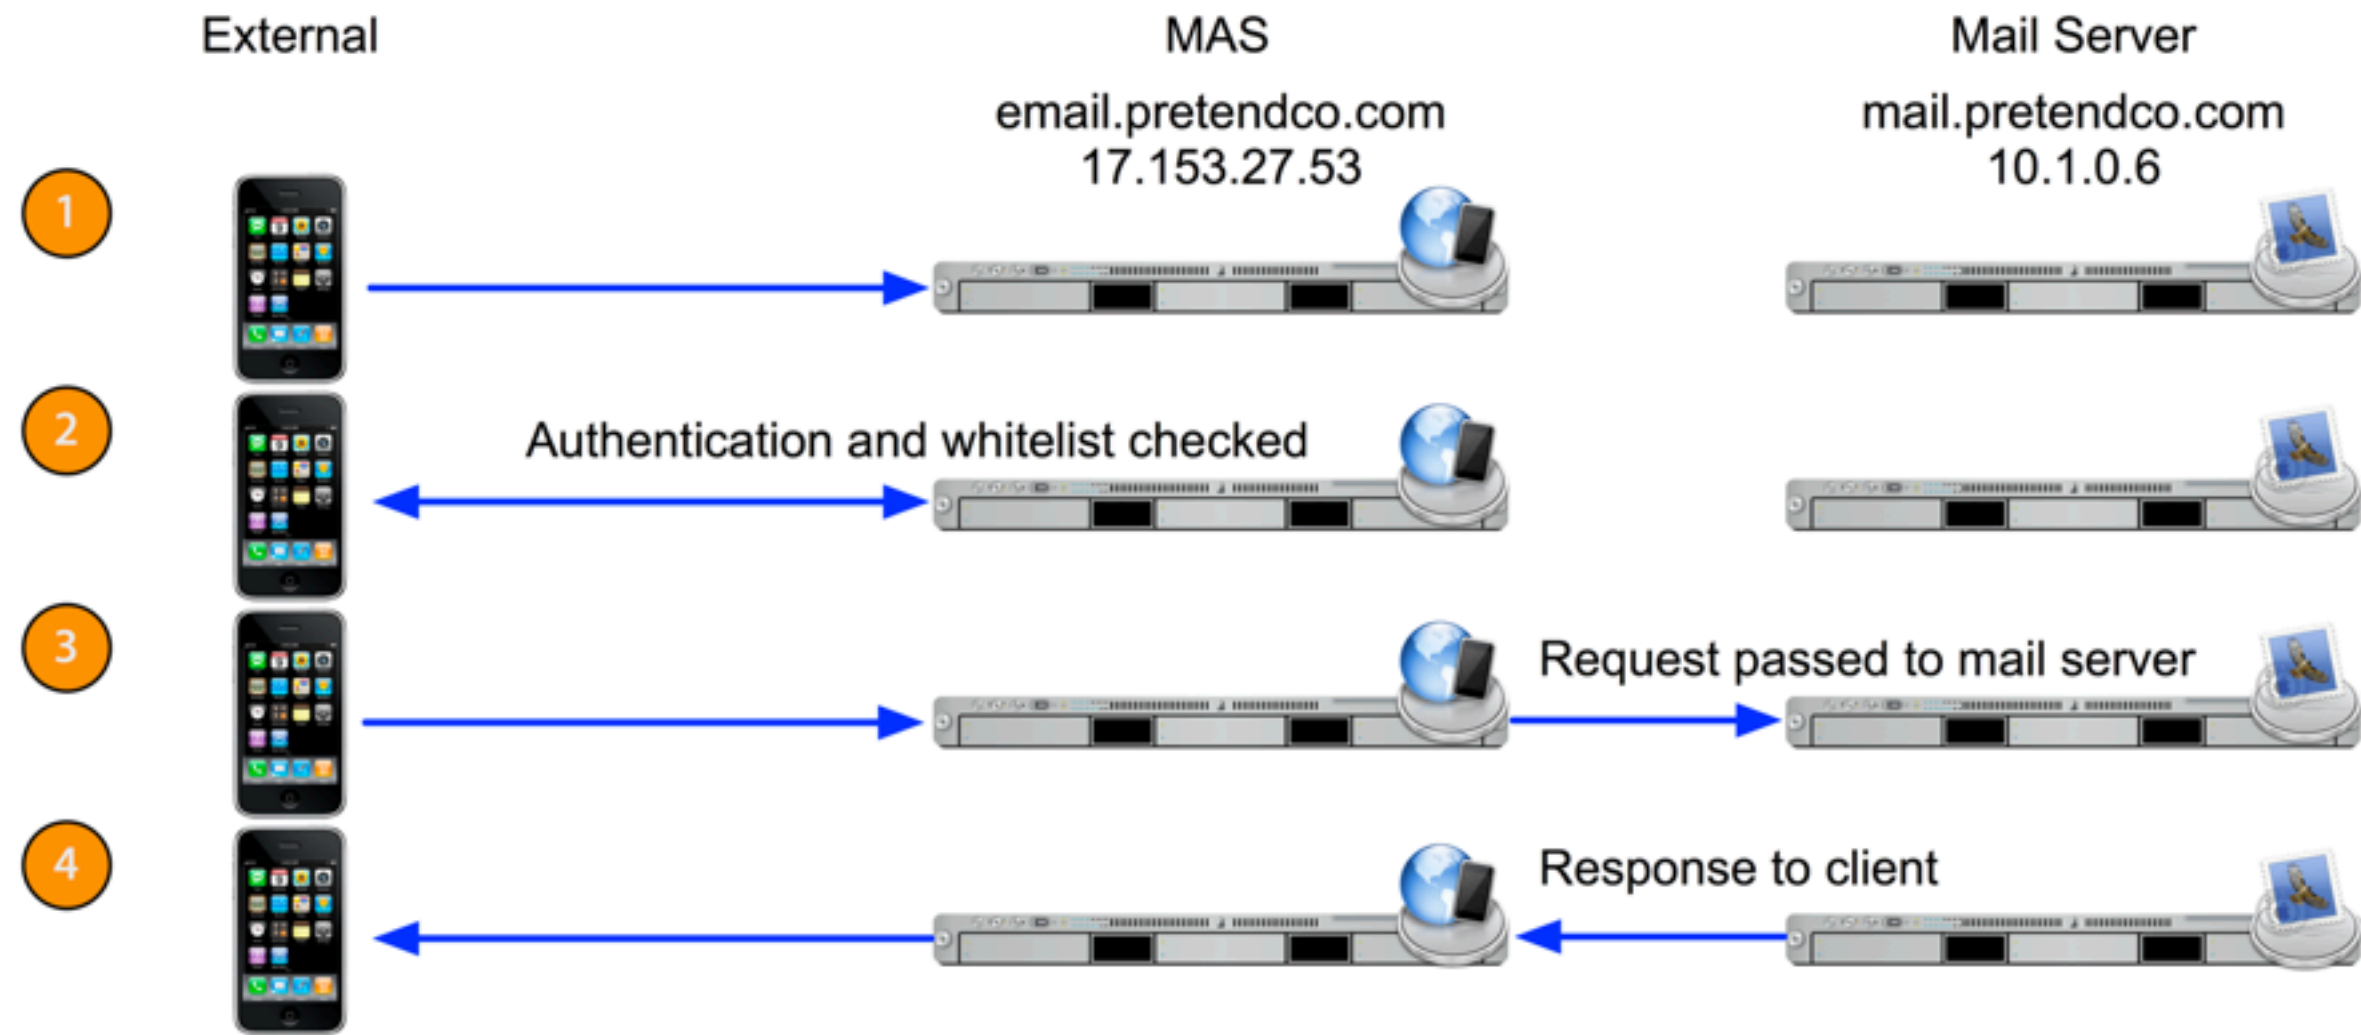 External
MAS
Mail Server
email.pretendco.com
mail.pretendco.com
17.153.27.53
10.1.0.6
1
2
Authentication and whitelist checked
3
Request passed to mail server
4
Response to client